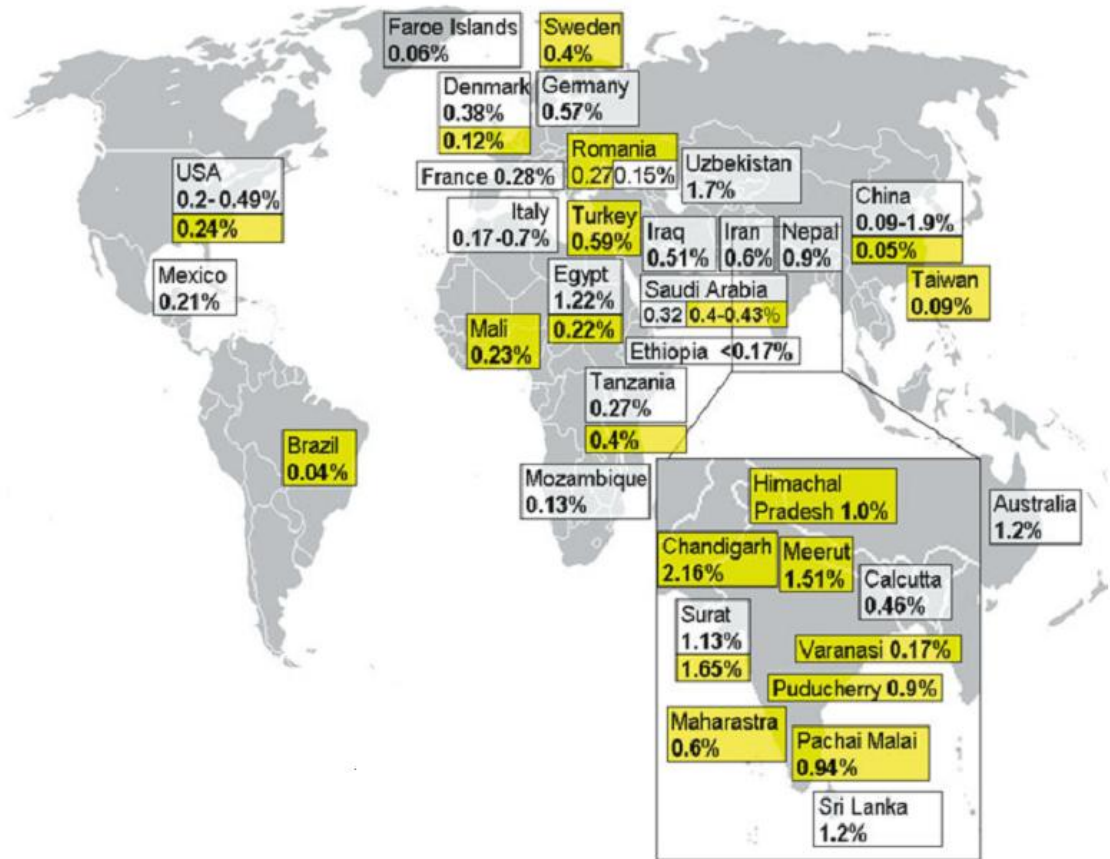 Faroe Islands
0.06%
Sweden
0.4%
Denmark
0.38%
0.12%
Germany
0.57%
Romania
0.27 0.15%
USA
0.2- 0.49%
0.24%
France 0.28%
Uzbekistan
1.7%
China
0.09-1.9%
0.05%
Italy
0.17-0.7%
Turkey
0.59%
Iraq
0.51%
Iran
0.6%
Nepal
0.9%
Mexico
0.21%
Egypt
1.22%
0.22%
Saudi Arabia
0.32 0.4-0.43%
Taiwan
0.09%
Mali
0.23%
Ethiopia <0.17%
Tanzania
0.27%
0.4%
Brazil
0.04%
Mozambique
0.13%
Himachal
Pradesh 1.0%
Australia
1.2%
Chandigarh
2.16%
Meerut
1.51%
Calcutta
0.46%
Surat
1.13%
1.65%
Varanasi 0.17%
Puducherry 0.9%
Maharastra
0.6%
Pachai Malai
0.94%
Sri Lanka
1.2%